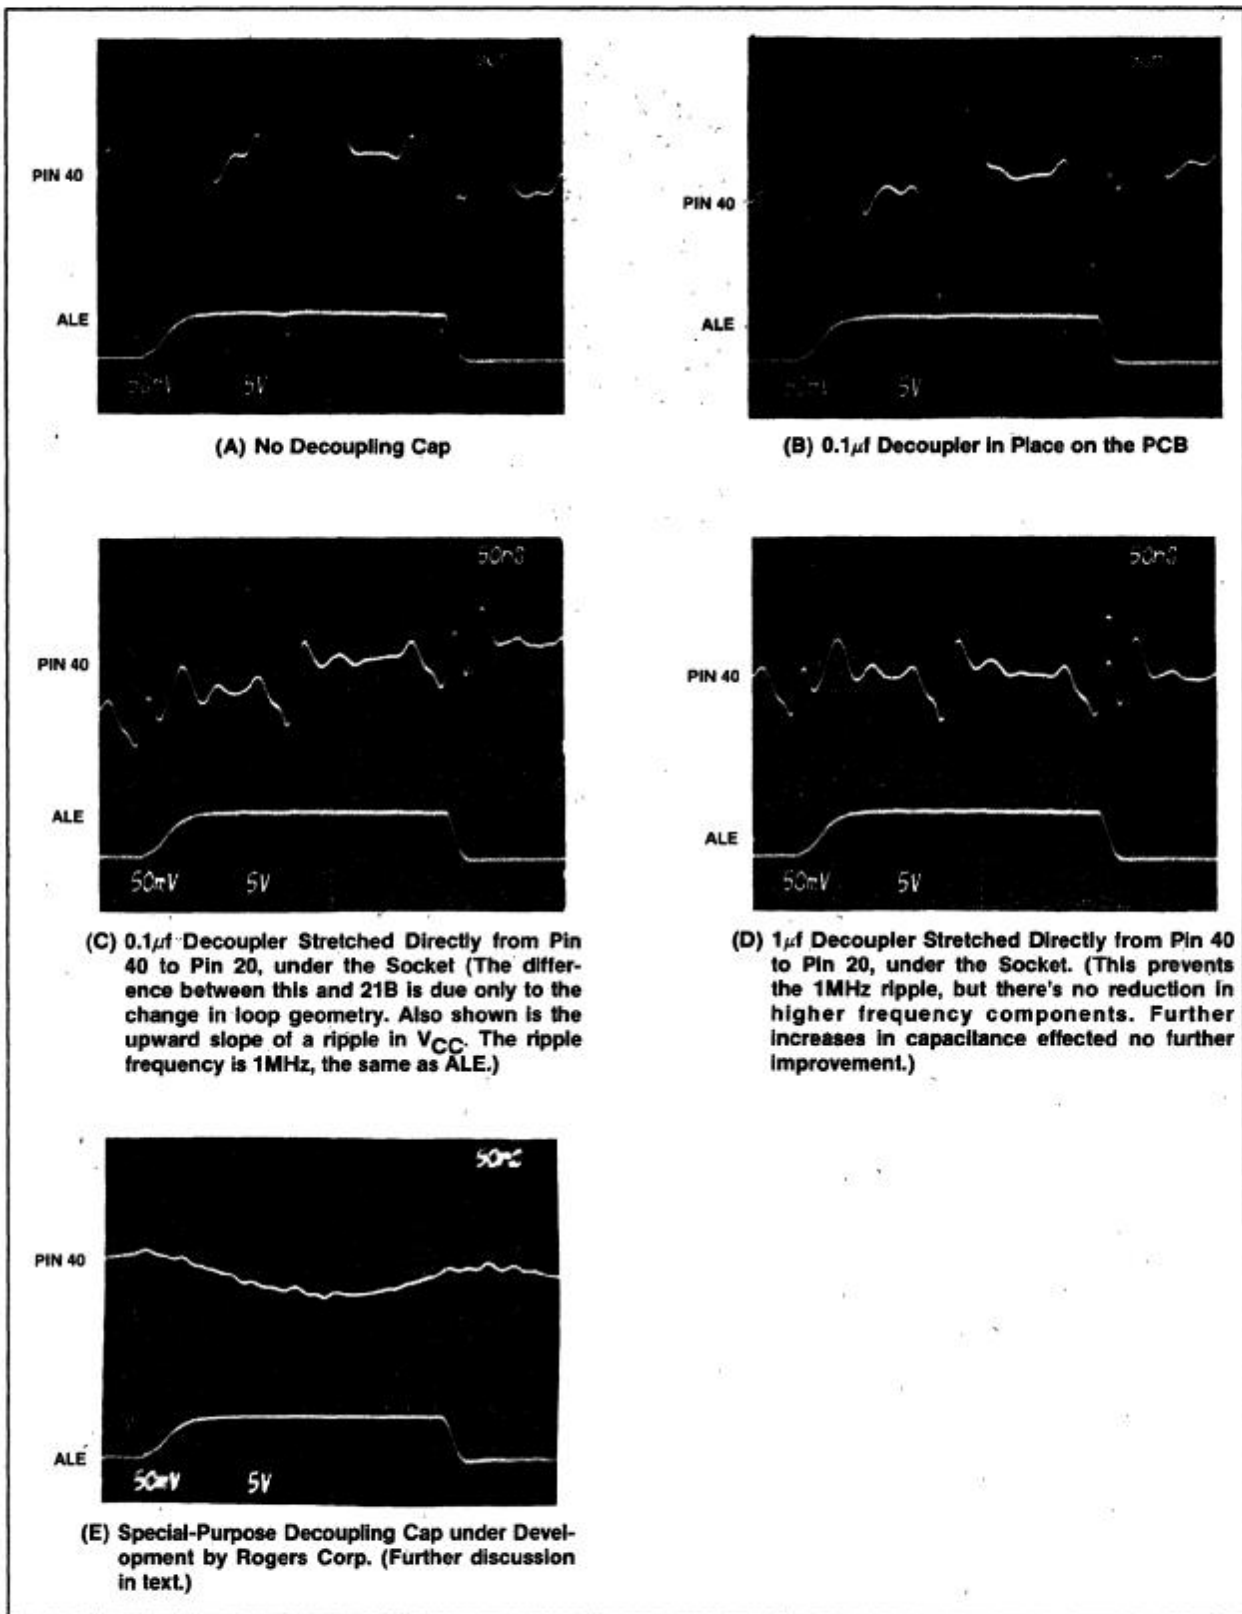 PIN 40
ALE
50mV 5V
(A) No Decoupling Cap
PIN 40
ALE
50mV 5V
(B) 0.1μf Decoupler in Place on the PCB
50nS
PIN 40
ALE
50mV 5V
(C) 0.1μf Decoupler Stretched Directly from Pin
40 to Pin 20, under the Socket (The differ-
ence between this and 21B is due only to the
change in loop geometry. Also shown is the
upward slope of a ripple in VCC. The ripple
frequency is 1MHz, the same as ALE.)
50nS
PIN 40
ALE
50mV 5V
(D) 1μf Decoupler Stretched Directly from Pin 40
to Pin 20, under the Socket. (This prevents
the 1MHz ripple, but there's no reduction in
higher frequency components. Further
increases in capacitance effected no further
improvement.)
50nS
PIN 40
ALE
50mV 5V
(E) Special-Purpose Decoupling Cap under Devel-
opment by Rogers Corp. (Further discussion
in text.)